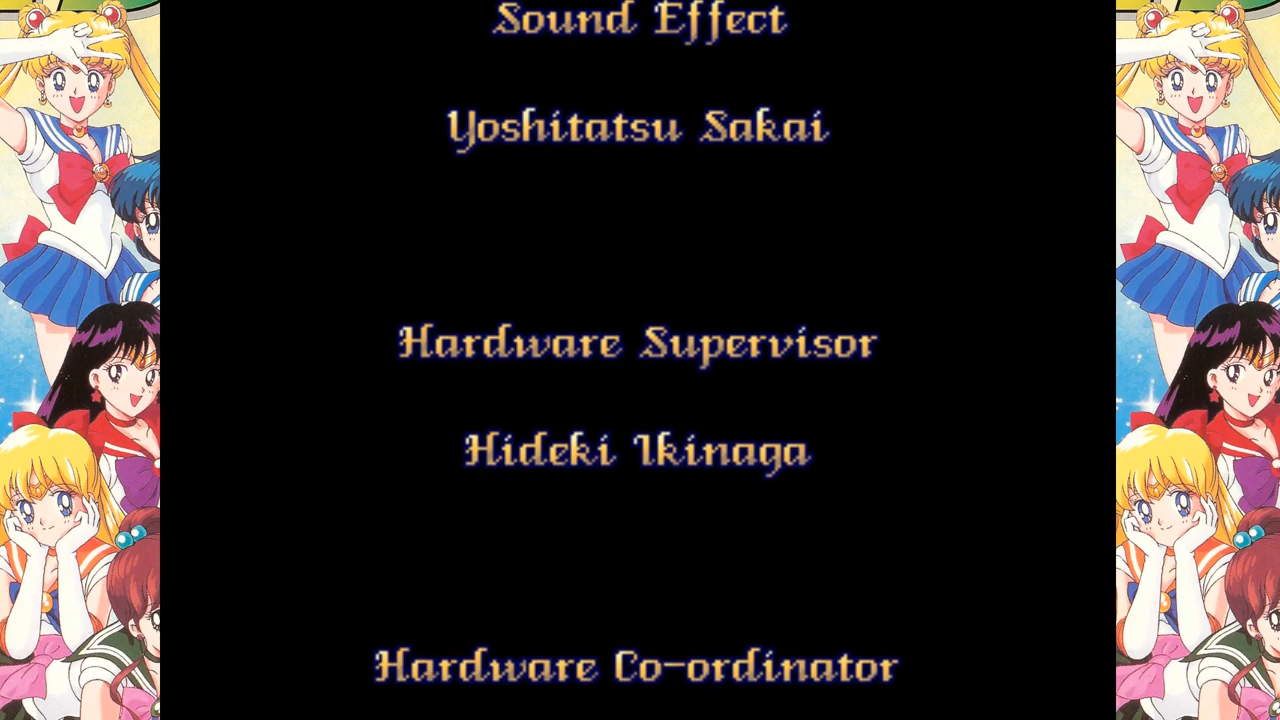 Sound Effect
Yoshitatsu Sakai
Hardware Supervisor
Hideki Ikinaga
Hardware Co-ordinator